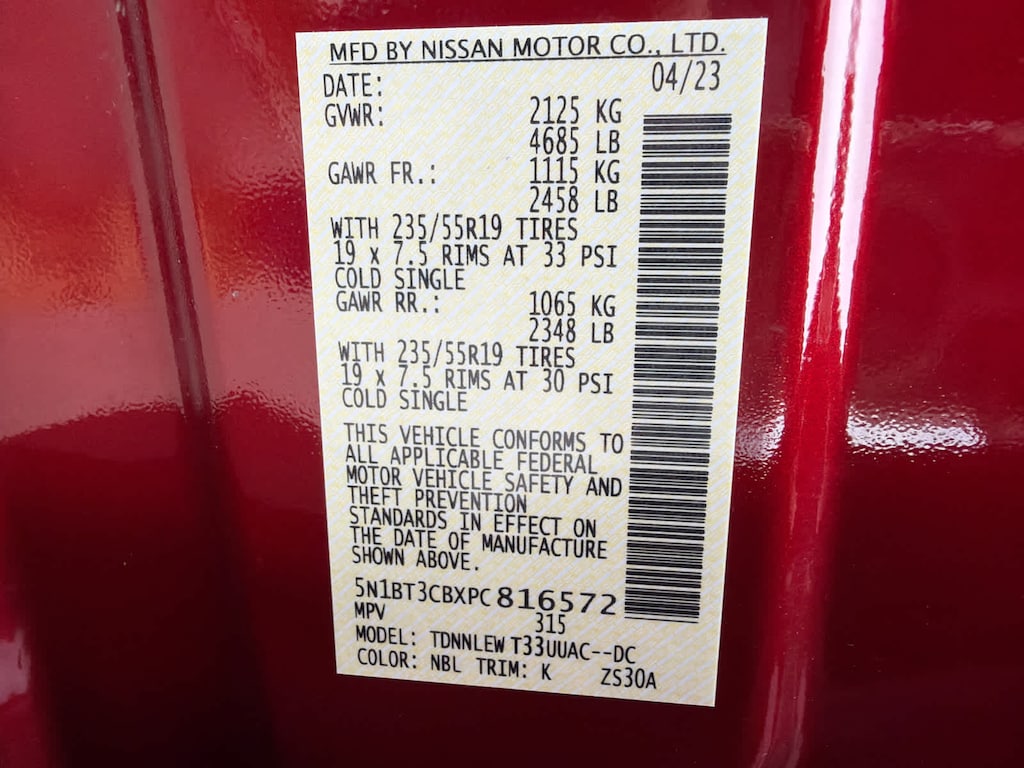 MFD BY NISSAN MOTOR CO., LTD.
DATE: 04/23
GVWR: 2125 KG
4685 LB
GAWR FR.: 1115 KG
2458 LB
WITH 235/55R19 TIRES
19 x 7.5 RIMS AT 33 PSI
COLD SINGLE
GAWR RR.: 1065 KG
2348 LB
WITH 235/55R19 TIRES
19 x 7.5 RIMS AT 30 PSI
COLD SINGLE
THIS VEHICLE CONFORMS TO
ALL APPLICABLE FEDERAL
MOTOR VEHICLE SAFETY AND
THEFT PREVENTION
STANDARDS IN EFFECT ON
THE DATE OF MANUFACTURE
SHOWN ABOVE.
5N1BT3CBXPC816572
MPV 315
MODEL: TDNNLEW T33UUAC--DC
COLOR: NBL TRIM: K ZS30A